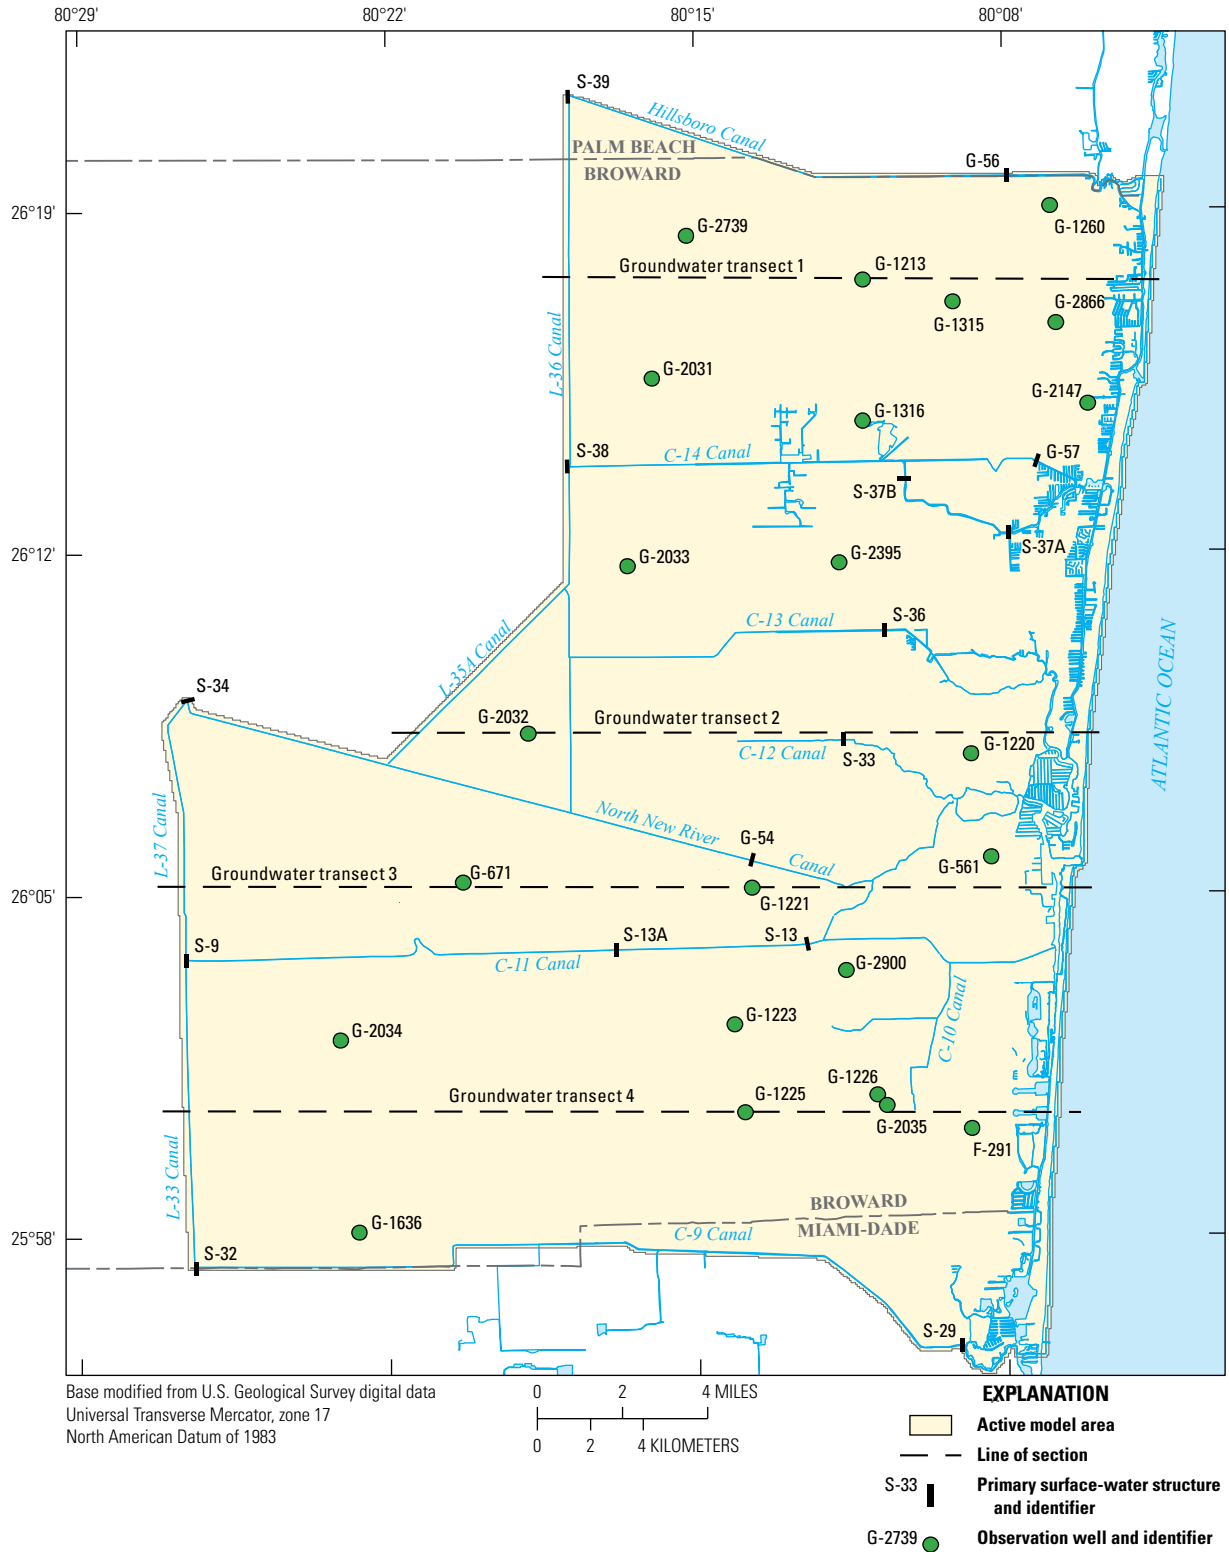 80°29' 80°22' 80°15' 80°08'
S-39
Hillsboro Canal
PALM BEACH
BROWARD
G-56
26°19'
G-1260
G-2739
Groundwater transect 1
G-1213
G-2866
G-1315
L-36 Canal
G-2031
G-2147
G-1316
S-38
C-14 Canal
G-57
S-37B
S-37A
26°12'
G-2033
G-2395
C-13 Canal
S-36
L-35A Canal
ATLANTIC OCEAN
S-34
G-2032
Groundwater transect 2
C-12 Canal
S-33
G-1220
L-37 Canal
North New River
Canal
G-54
G-561
Groundwater transect 3
G-671
G-1221
26°05'
S-9
S-13A
S-13
C-11 Canal
G-2900
C-10 Canal
G-1223
G-2034
G-1226
Groundwater transect 4
G-1225
G-2035
F-291
L-33 Canal
BROWARD
MIAMI-DADE
G-1636
C-9 Canal
25°58'
S-32
S-29
Base modified from U.S. Geological Survey digital data
Universal Transverse Mercator, zone 17
North American Datum of 1983
0 2 4 MILES
0 2 4 KILOMETERS
EXPLANATION
Active model area
Line of section
S-33 Primary surface-water structure
and identifier
G-2739 Observation well and identifier